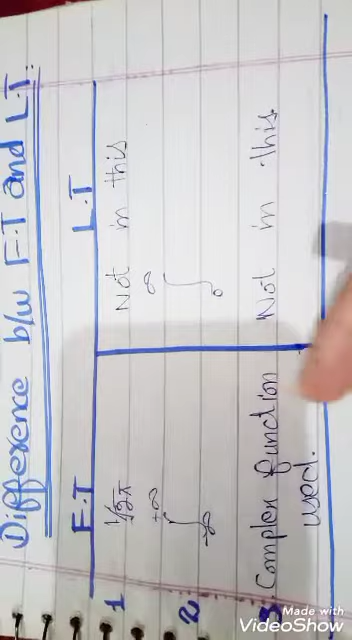 Difference b/w F.T and L.T:
F.T L.T
1 1/√2π Not in this
2 +∞ ∫ -∞ ∞ ∫ 0
3. Complex function Not in this.
used.
Made with
VideoShow